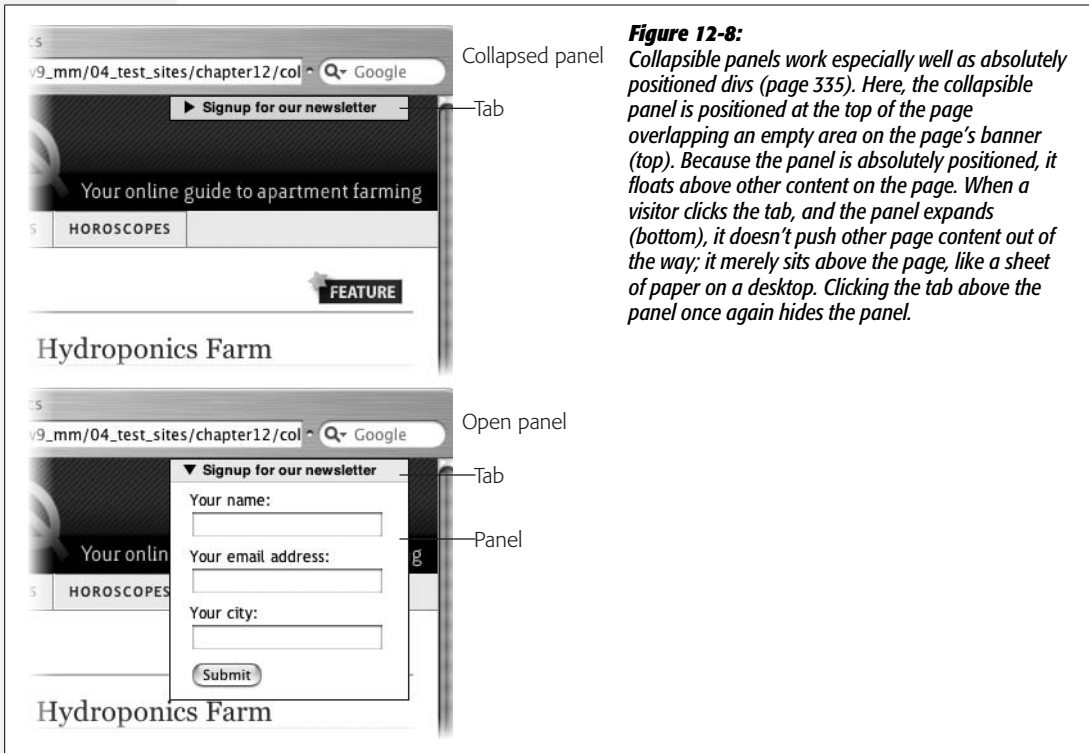 Figure 12-8:
Collapsible panels work especially well as absolutely
positioned divs (page 335). Here, the collapsible
panel is positioned at the top of the page
overlapping an empty area on the page's banner
(top). Because the panel is absolutely positioned, it
floats above other content on the page. When a
visitor clicks the tab, and the panel expands
(bottom), it doesn't push other page content out of
the way; it merely sits above the page, like a sheet
of paper on a desktop. Clicking the tab above the
panel once again hides the panel.
Collapsed panel
v9_mm/04_test_sites/chapter12/col Google
Signup for our newsletter
Tab
Your online guide to apartment farming
HOROSCOPES
FEATURE
Hydroponics Farm
Open panel
v9_mm/04_test_sites/chapter12/col Google
Signup for our newsletter
Tab
Your name:
Panel
Your onlin
Your email address:
g
HOROSCOPES
Your city:
Submit
Hydroponics Farm